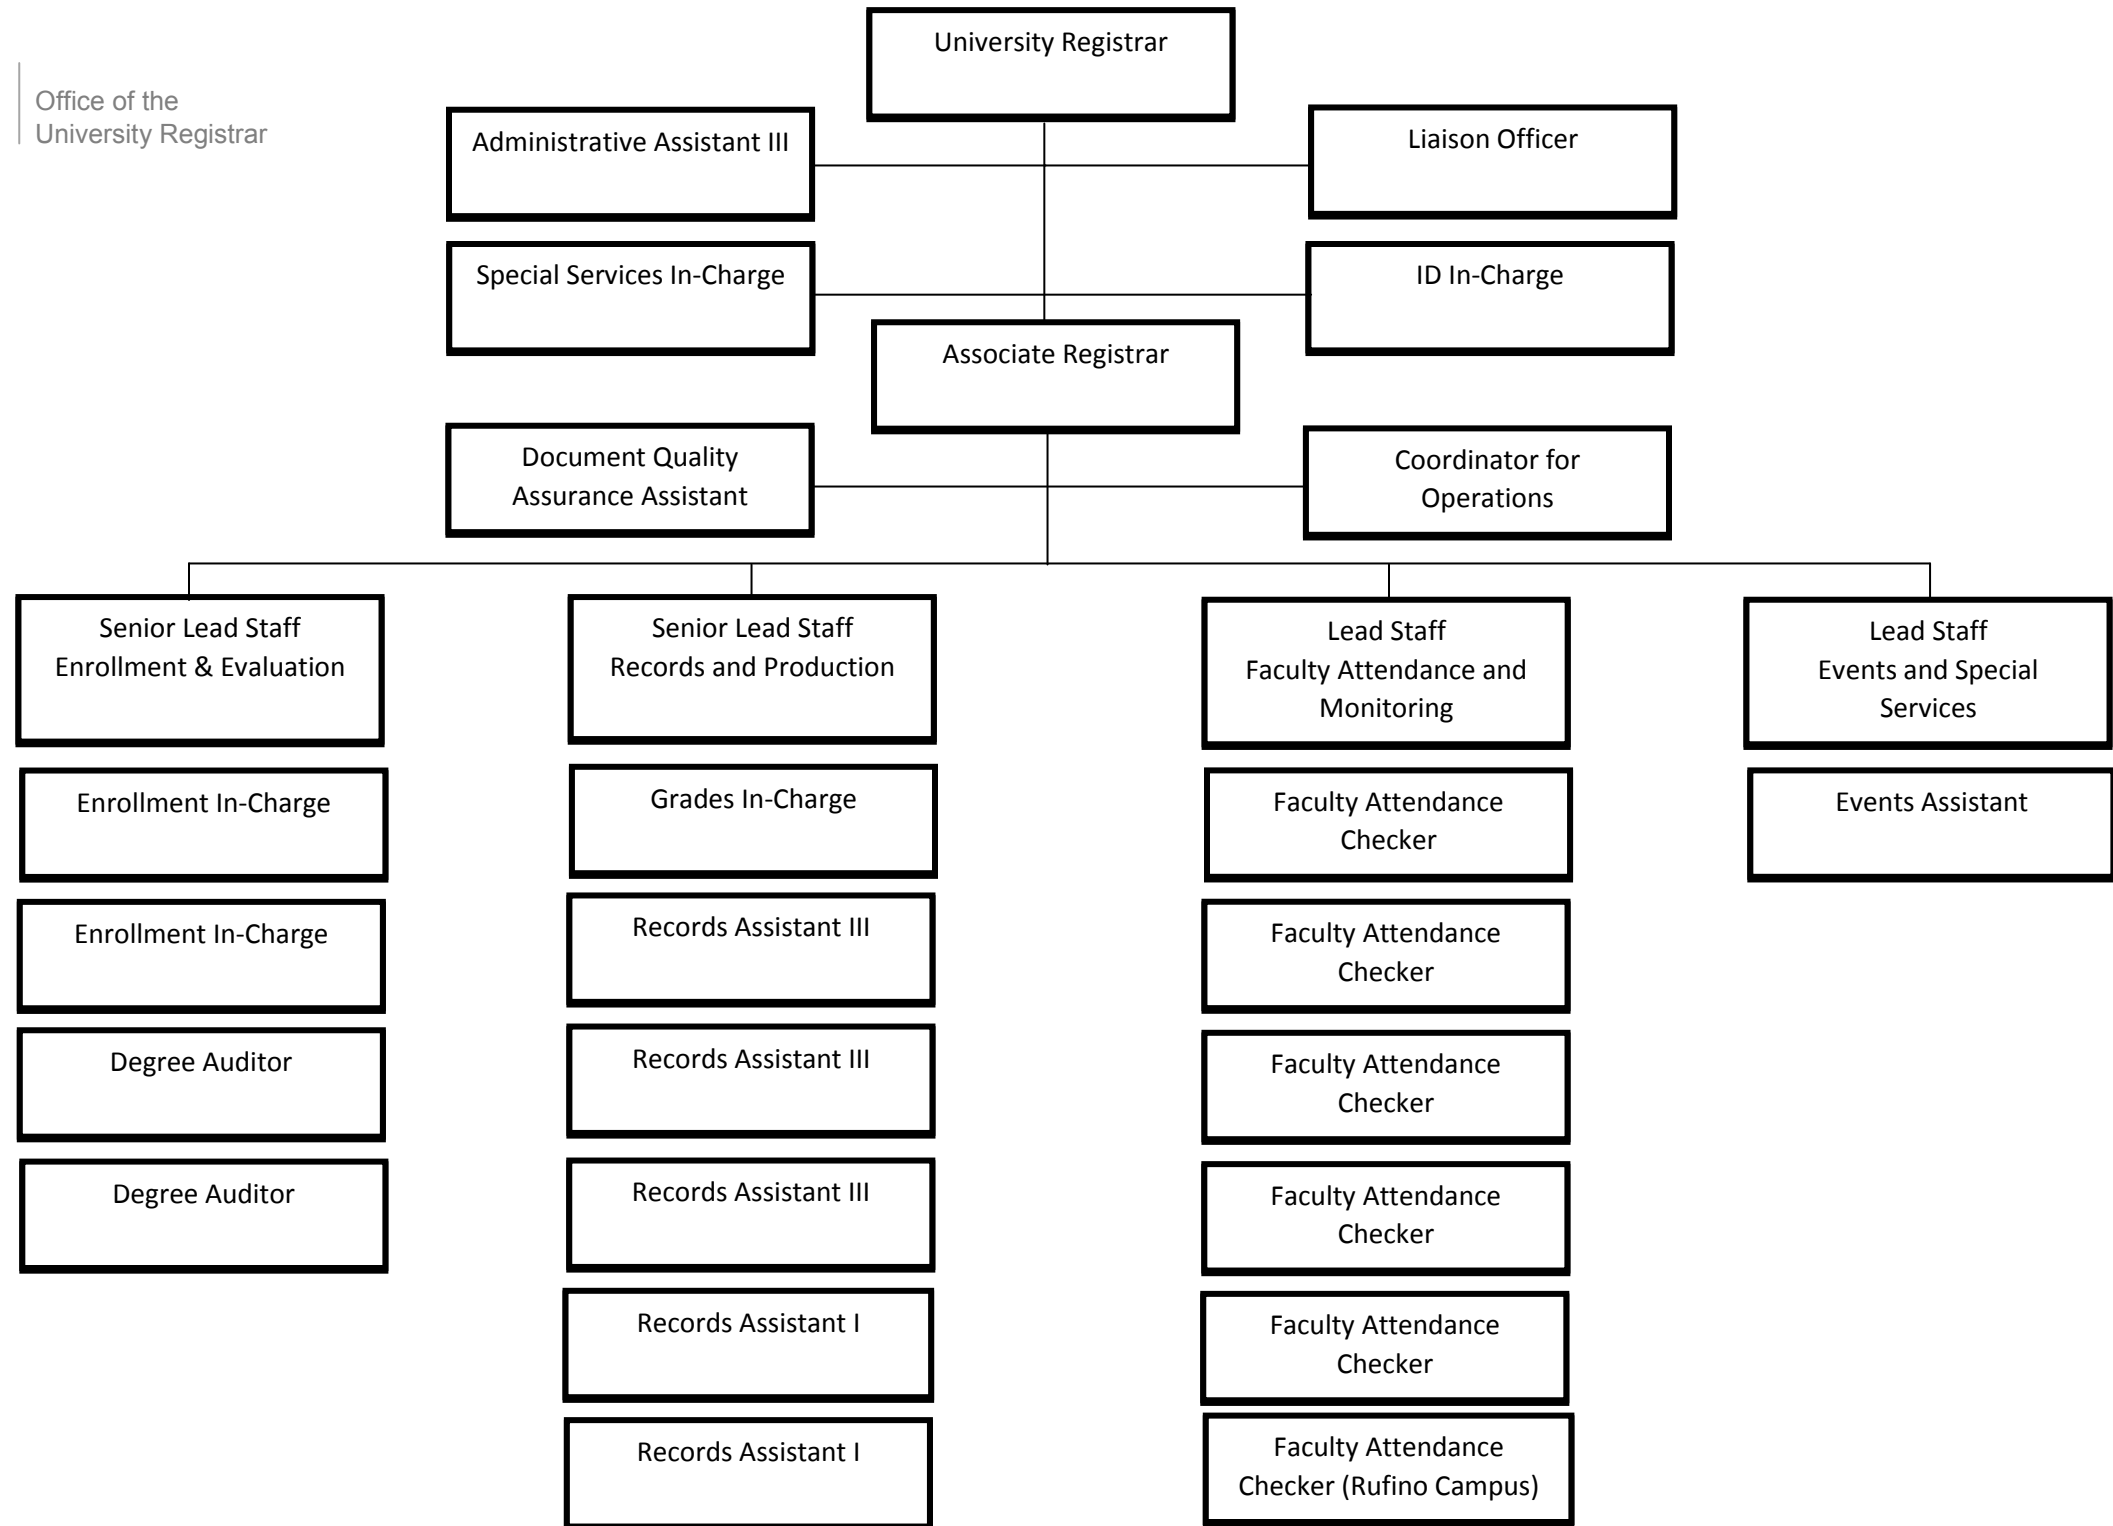 Office of the
University Registrar
University Registrar
Administrative Assistant III
Liaison Officer
Special Services In-Charge
ID In-Charge
Associate Registrar
Document Quality
Assurance Assistant
Coordinator for
Operations
Senior Lead Staff
Enrollment & Evaluation
Senior Lead Staff
Records and Production
Lead Staff
Faculty Attendance and
Monitoring
Lead Staff
Events and Special
Services
Enrollment In-Charge
Grades In-Charge
Faculty Attendance
Checker
Events Assistant
Enrollment In-Charge
Records Assistant III
Faculty Attendance
Checker
Degree Auditor
Records Assistant III
Faculty Attendance
Checker
Degree Auditor
Records Assistant III
Faculty Attendance
Checker
Records Assistant I
Faculty Attendance
Checker
Records Assistant I
Faculty Attendance
Checker (Rufino Campus)